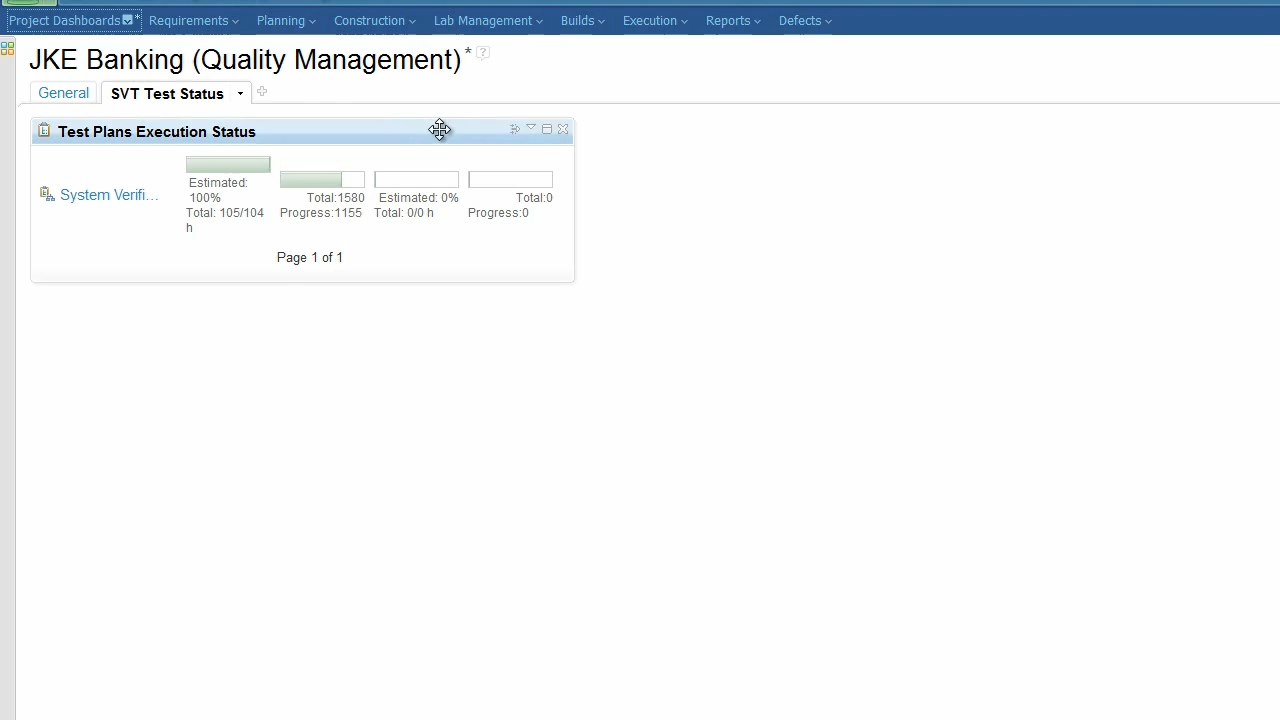 Project Dashboards * Requirements Planning Construction Lab Management Builds Execution Reports Defects
JKE Banking (Quality Management) * ?
General SVT Test Status
Test Plans Execution Status
System Verifi...
Estimated:
100%
Total: 105/104
h
Total:1580
Progress:1155
Estimated: 0%
Total: 0/0 h
Total:0
Progress:0
Page 1 of 1